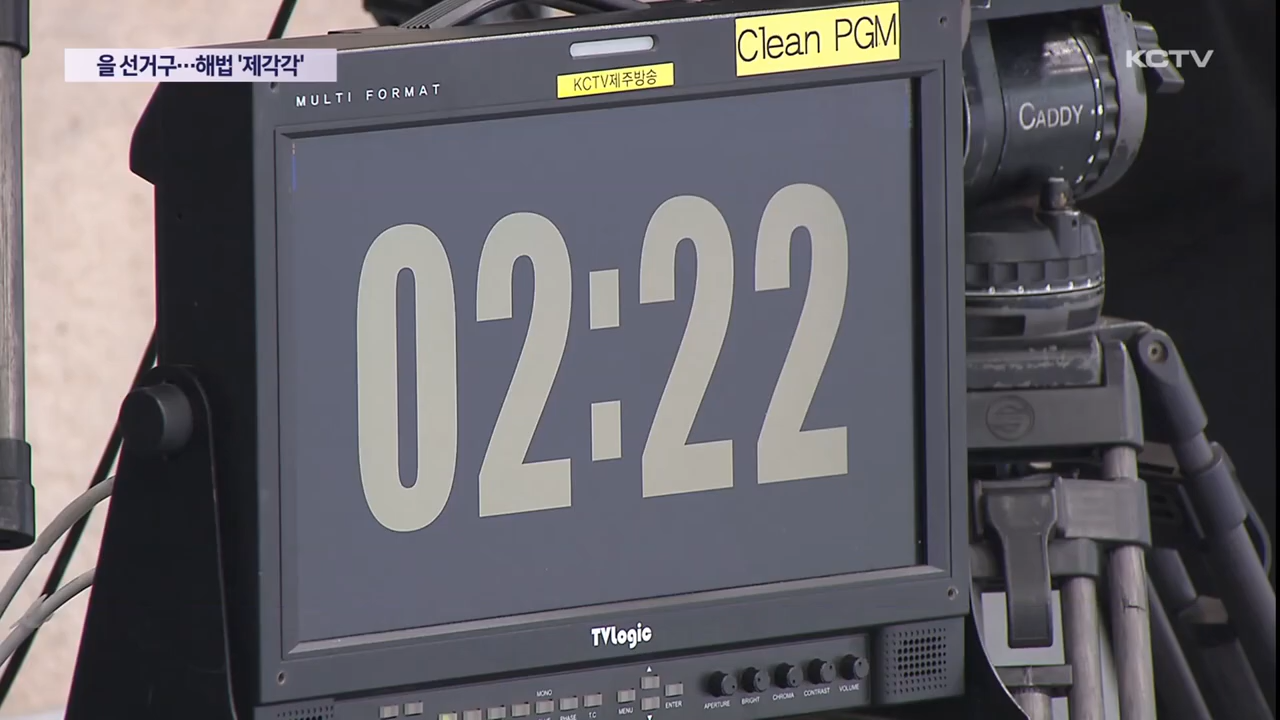 을 선거구…해법 '제각각'
KCTV
Clean PGM
KCTV제주방송
MULTI FORMAT
CADDY
02:22
TVlogic
MONO
PHASE
T.C
MENU
ENTER
APERTURE
BRIGHT
CHROMA
CONTRAST
VOLUME